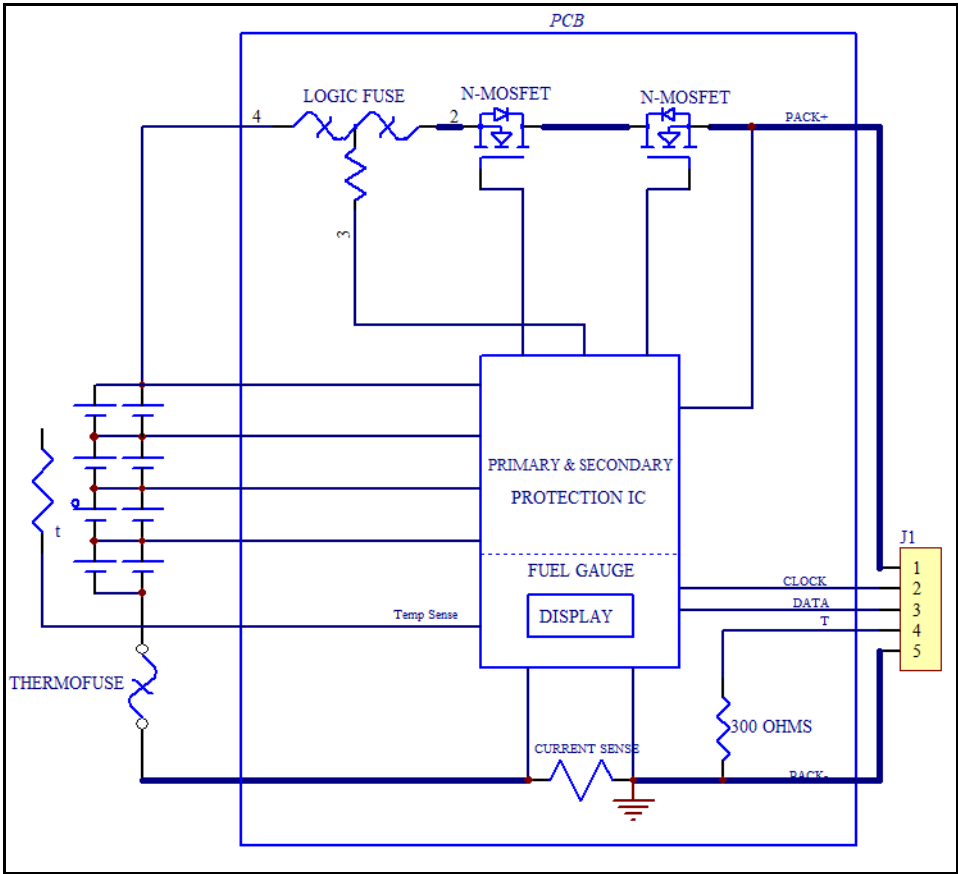 PCB
LOGIC FUSE
N-MOSFET
N-MOSFET
4
2
PACK+
3
PRIMARY & SECONDARY
PROTECTION IC
FUEL GAUGE
DISPLAY
J1
1
CLOCK
2
DATA
3
T
4
5
t
Temp Sense
THERMOFUSE
300 OHMS
CURRENT SENSE
PACK-